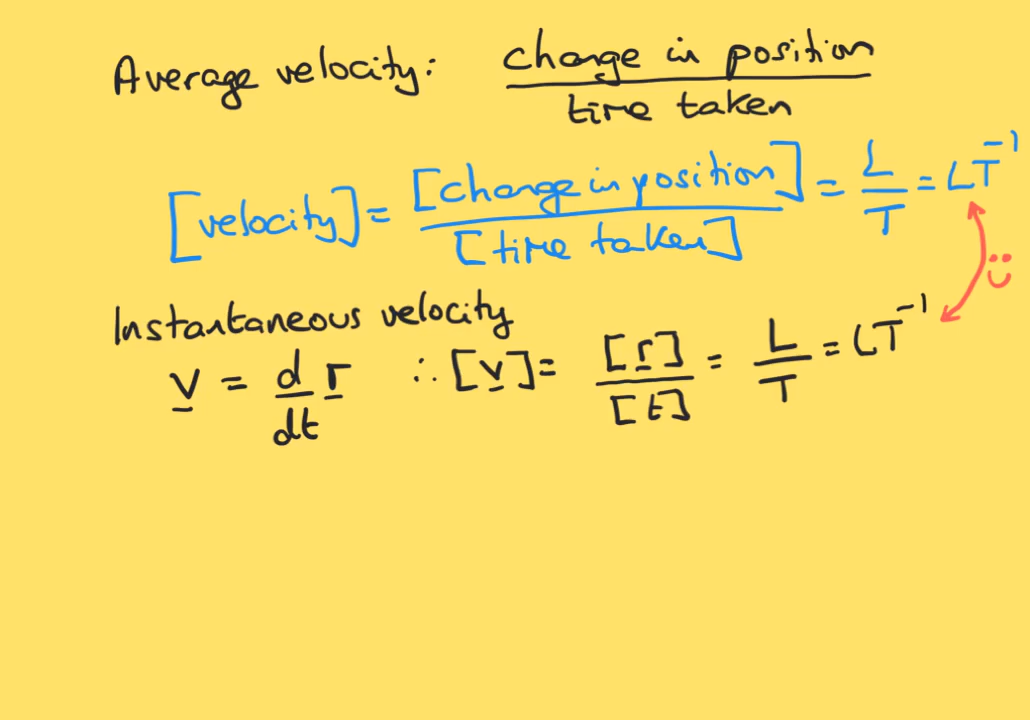 Average velocity: change in position / time taken
[velocity] = [change in position] / [time taken] = L/T = LT⁻¹
Instantaneous velocity
v = d/dt r ∴ [v] = [r]/[t] = L/T = LT⁻¹